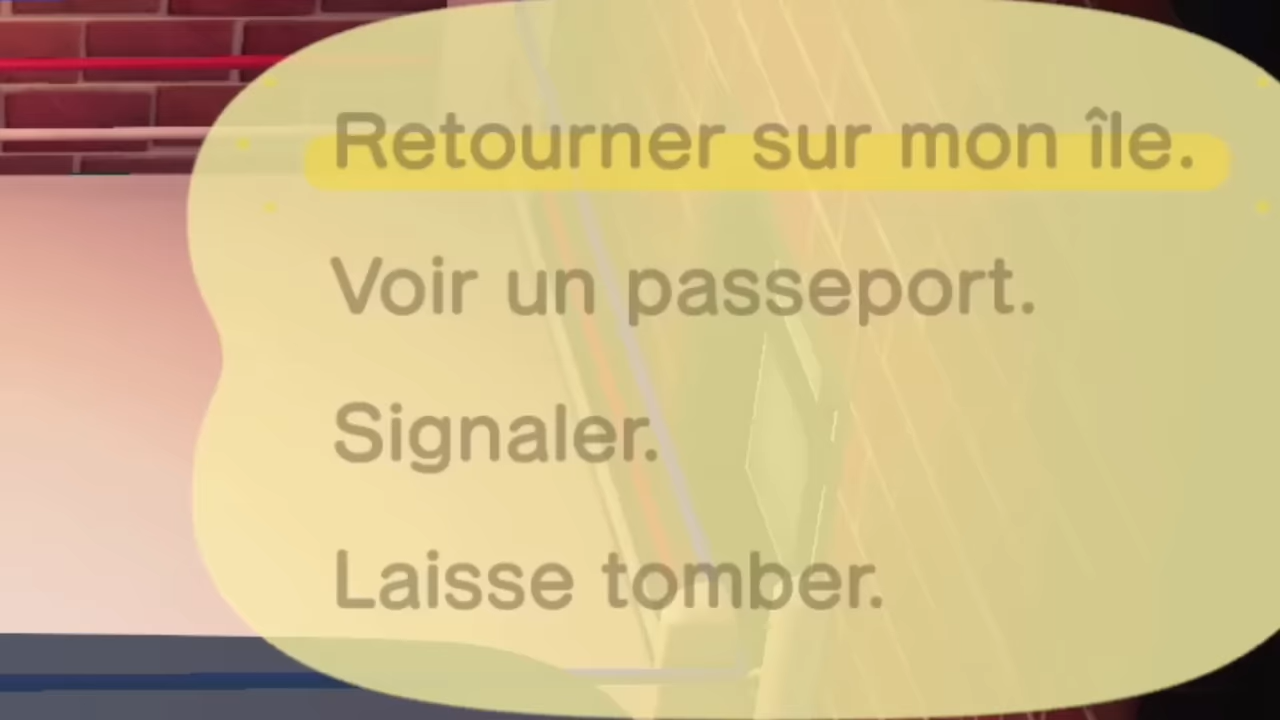 Retourner sur mon île.
Voir un passeport.
Signaler.
Laisse tomber.